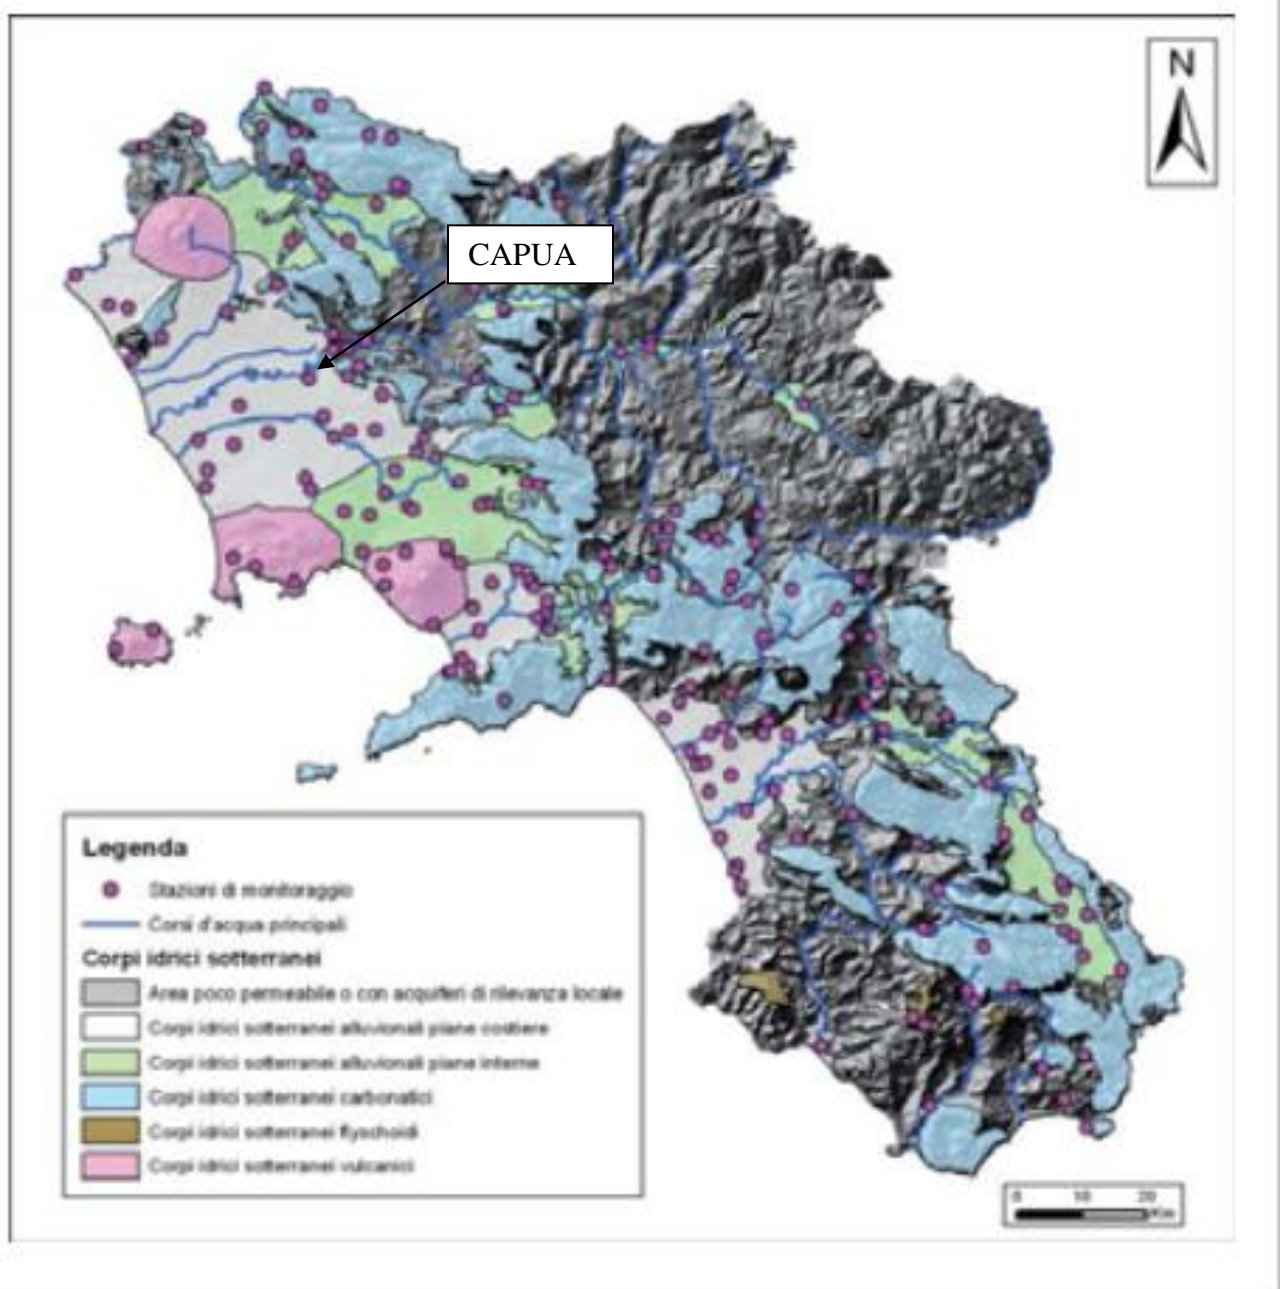 N
CAPUA
Legenda
Stazioni di monitoraggio
Corsi d'acqua principali
Corpi idrici sotterranei
Area poco permeabile o con acquiferi di rilevanza locale
Corpi idrici sotterranei alluvionali piane costiere
Corpi idrici sotterranei alluvionali piane interne
Corpi idrici sotterranei carbonatici
Corpi idrici sotterranei flyschoidi
Corpi idrici sotterranei vulcanici
0 10 20
Km